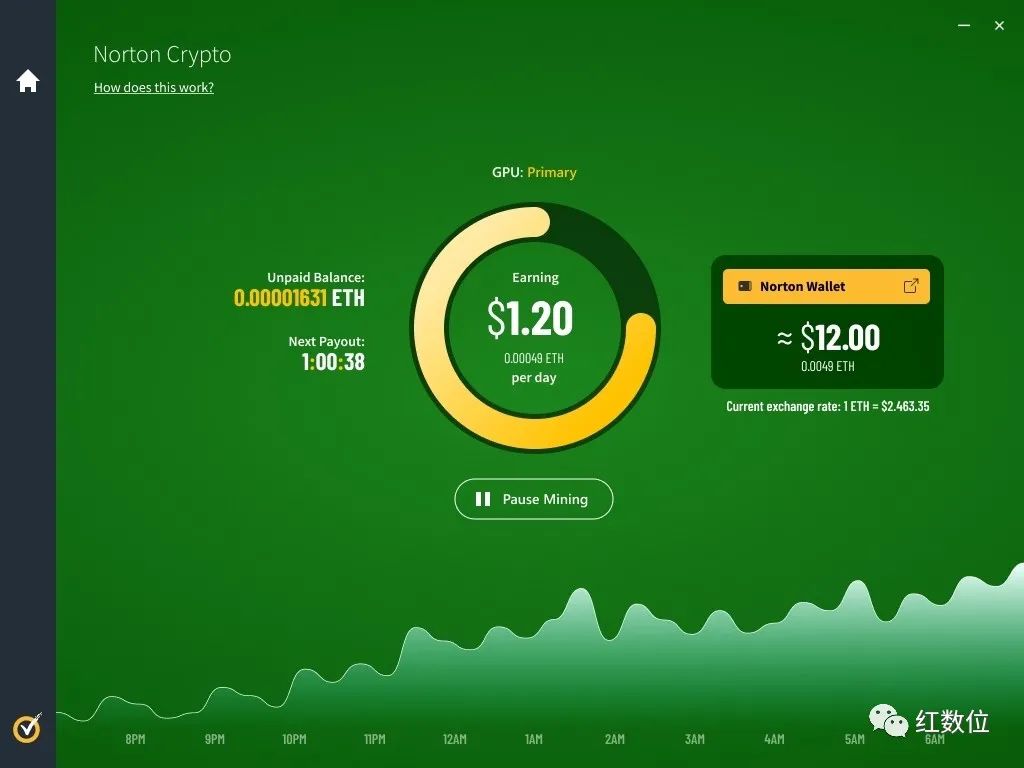 Norton Crypto
How does this work?
GPU: Primary
Unpaid Balance:
0.00001631 ETH
Next Payout:
1:00:38
Earning
$1.20
0.00049 ETH
per day
Norton Wallet
≈ $12.00
0.0049 ETH
Current exchange rate: 1 ETH = $2.463.35
Pause Mining
红数位
8PM 9PM 10PM 11PM 12AM 1AM 2AM 3AM 4AM 5AM 6AM